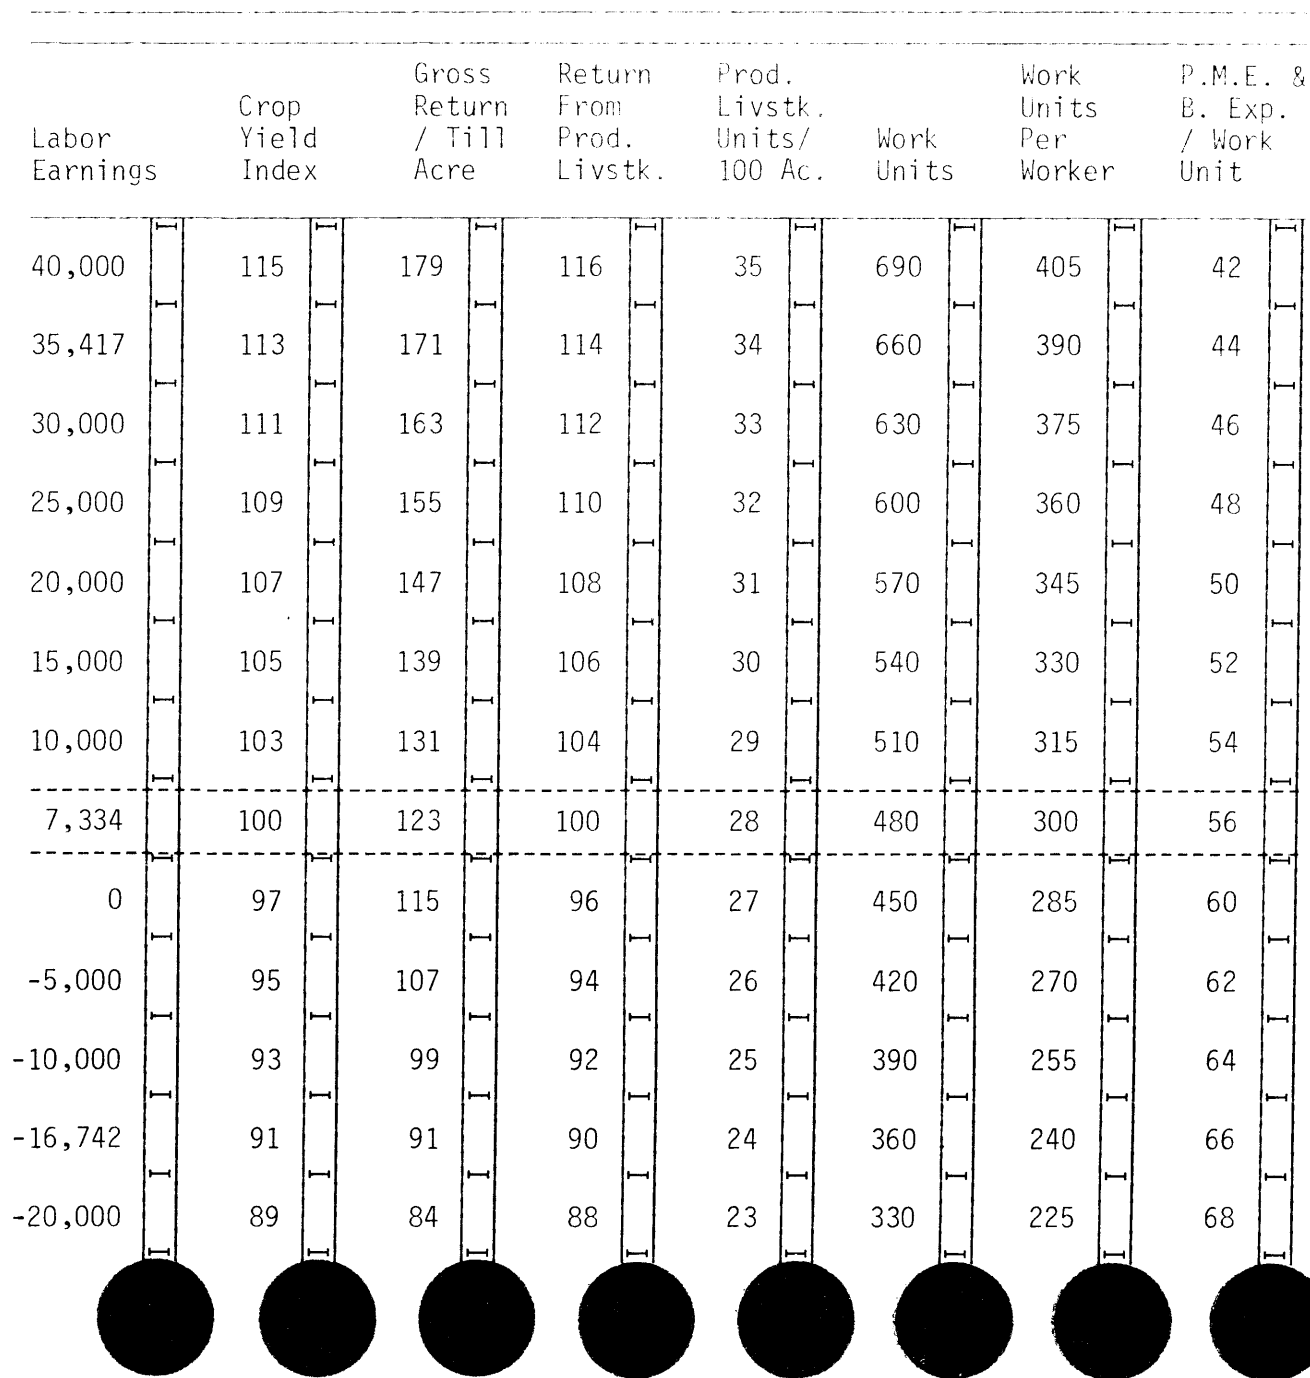 Gross Return Prod. Work P.M.E. &
Crop Return From Livstk. Units B. Exp.
Labor Yield / Till Prod. Units/ Work Per / Work
Earnings Index Acre Livstk. 100 Ac. Units Worker Unit
40,000 115 179 116 35 690 405 42
35,417 113 171 114 34 660 390 44
30,000 111 163 112 33 630 375 46
25,000 109 155 110 32 600 360 48
20,000 107 147 108 31 570 345 50
15,000 105 139 106 30 540 330 52
10,000 103 131 104 29 510 315 54
7,334 100 123 100 28 480 300 56
0 97 115 96 27 450 285 60
-5,000 95 107 94 26 420 270 62
-10,000 93 99 92 25 390 255 64
-16,742 91 91 90 24 360 240 66
-20,000 89 84 88 23 330 225 68